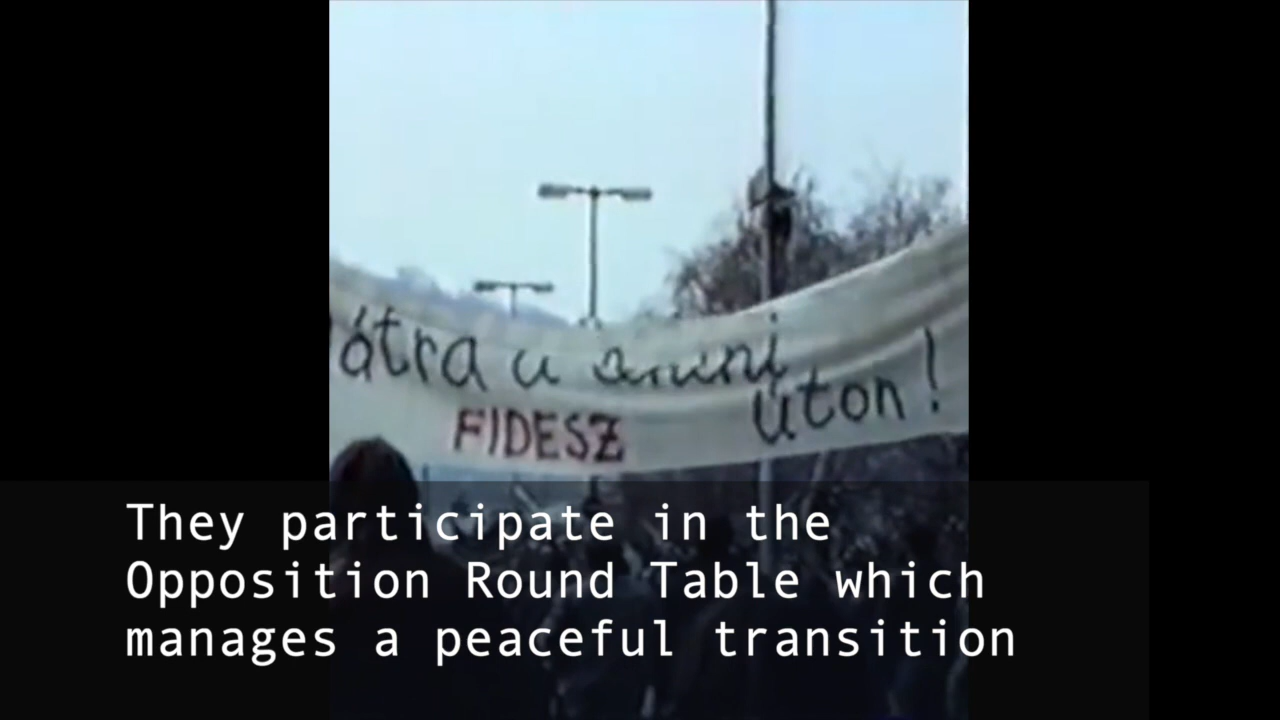 úton!
FIDESZ
They participate in the
Opposition Round Table which
manages a peaceful transition